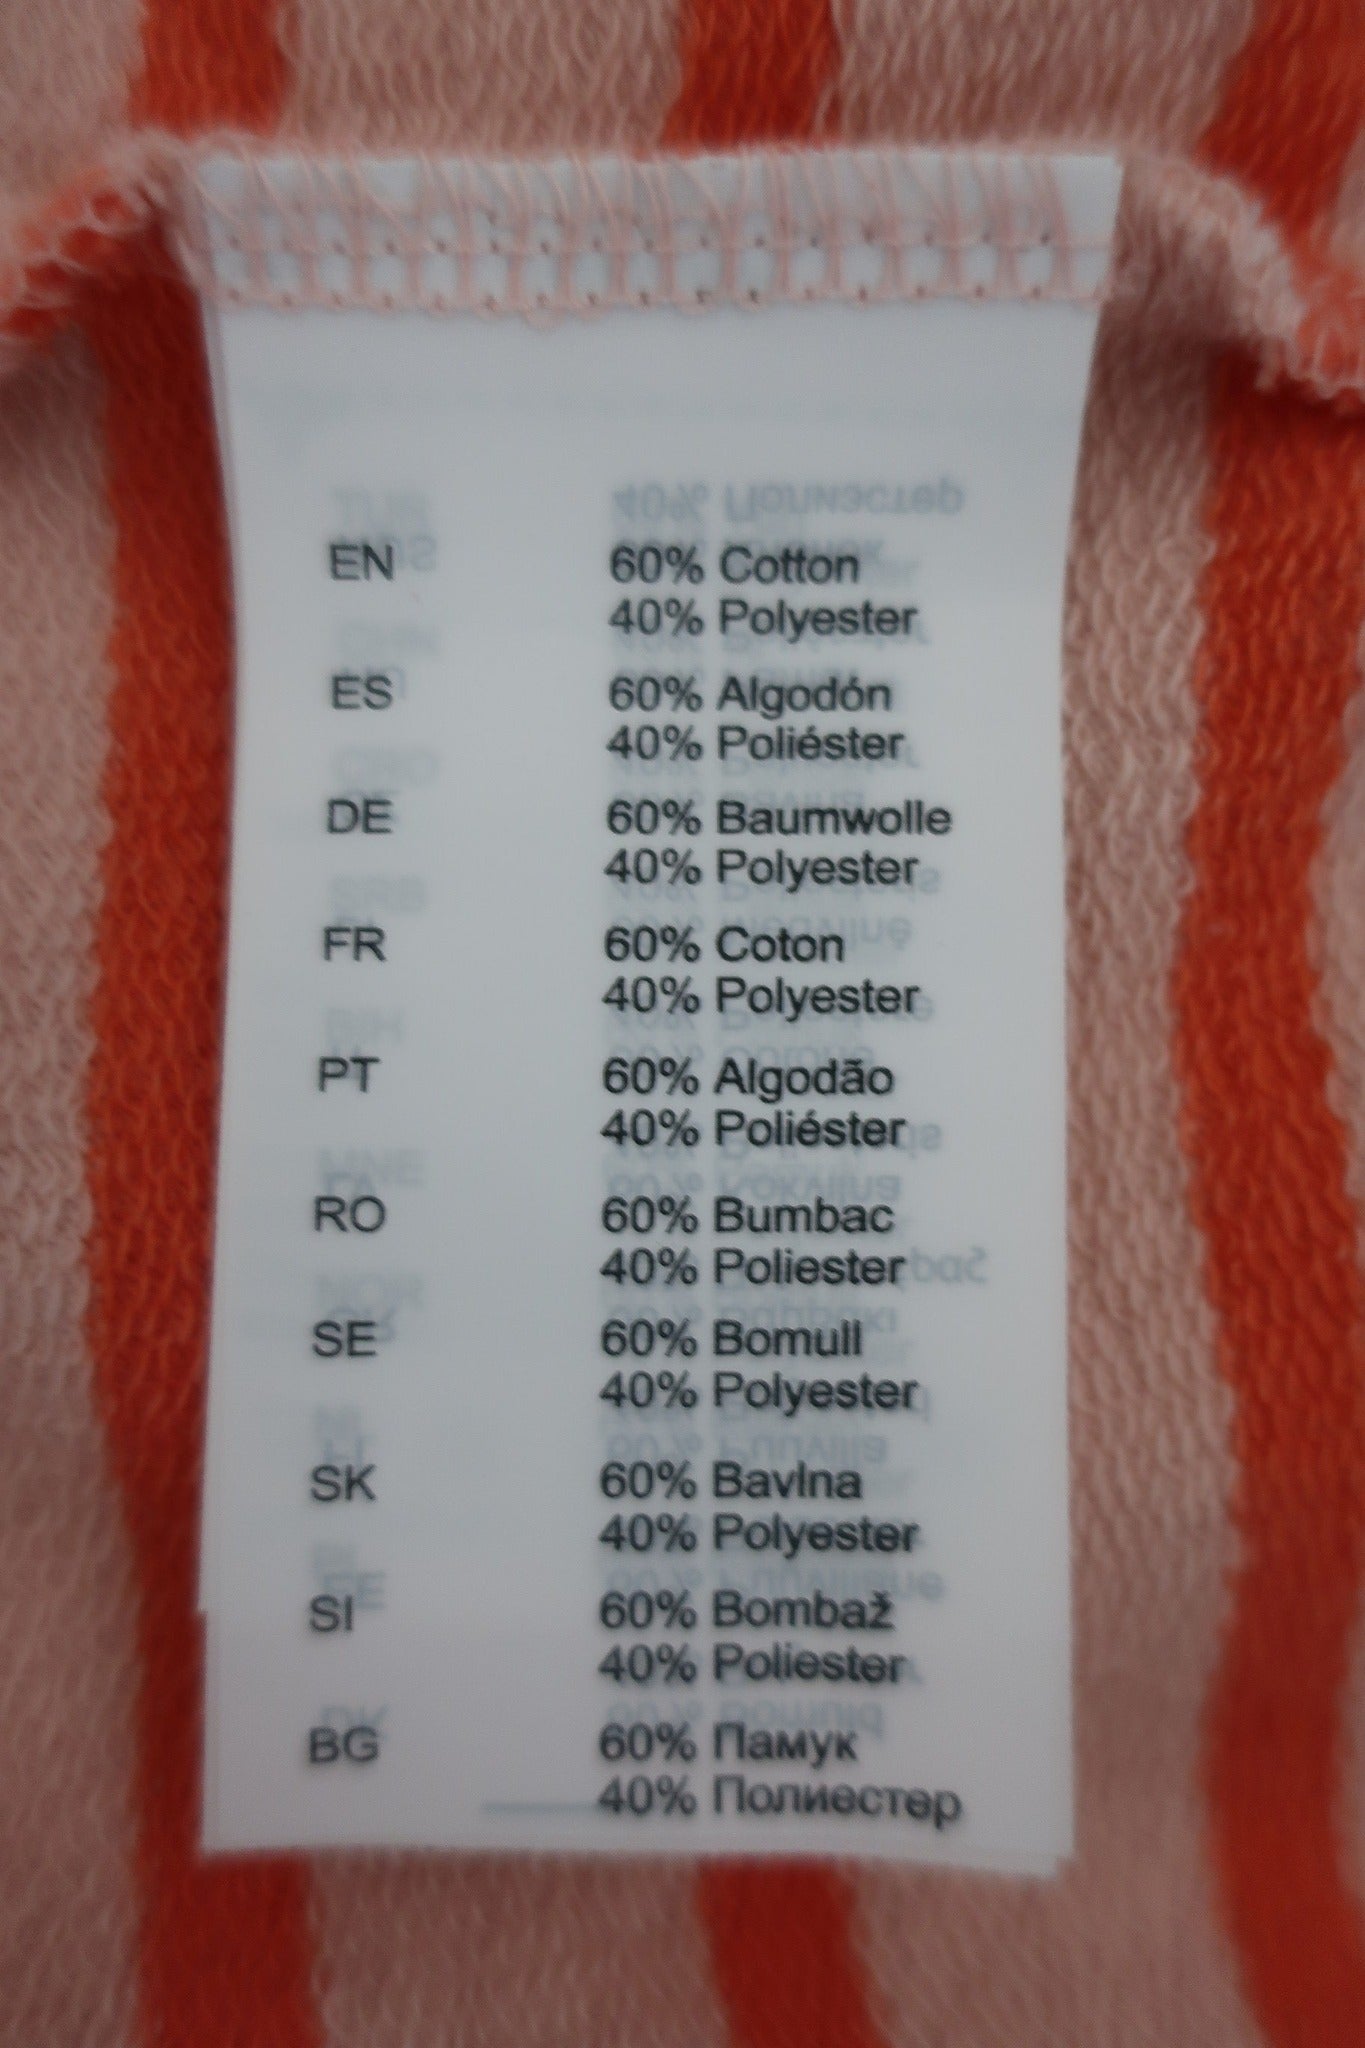 EN 60% Cotton
40% Polyester
ES 60% Algodón
40% Poliéster
DE 60% Baumwolle
40% Polyester
FR 60% Coton
40% Polyester
PT 60% Algodão
40% Poliéster
RO 60% Bumbac
40% Poliester
SE 60% Bomull
40% Polyester
SK 60% Bavlna
40% Polyester
SI 60% Bombaž
40% Poliester
BG 60% Памук
40% Полиестер